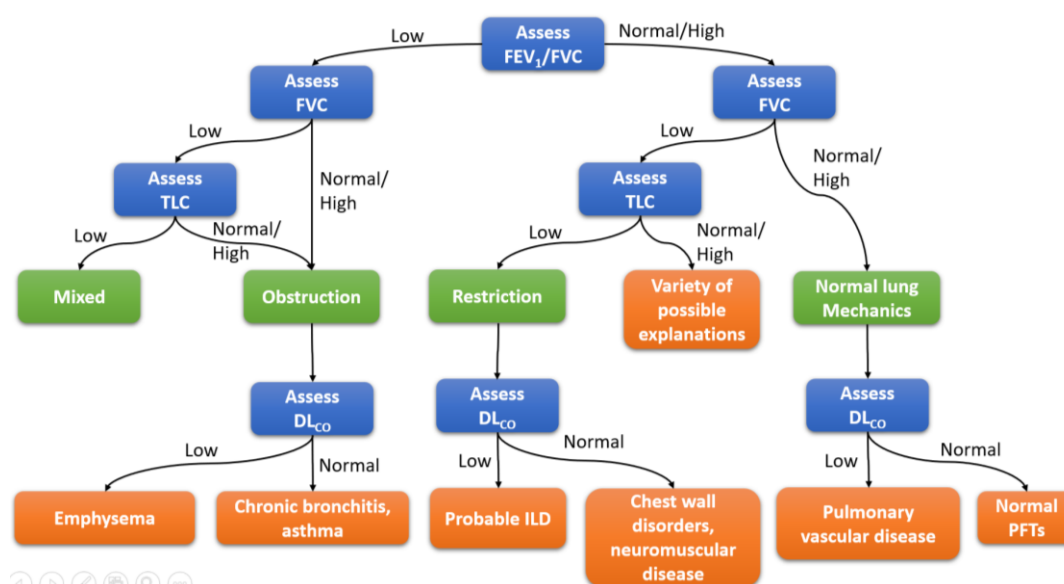 Assess
FEV₁/FVC
Low
Normal/High
Assess
FVC
Assess
FVC
Low
Normal/
High
Low
Normal/
High
Assess
TLC
Assess
TLC
Low
Normal/
High
Low
Normal/
High
Mixed
Obstruction
Restriction
Variety of
possible
explanations
Normal lung
Mechanics
Assess
DLCO
Assess
DLCO
Assess
DLCO
Low
Normal
Low
Normal
Low
Normal
Emphysema
Chronic bronchitis,
asthma
Probable ILD
Chest wall
disorders,
neuromuscular
disease
Pulmonary
vascular disease
Normal
PFTs